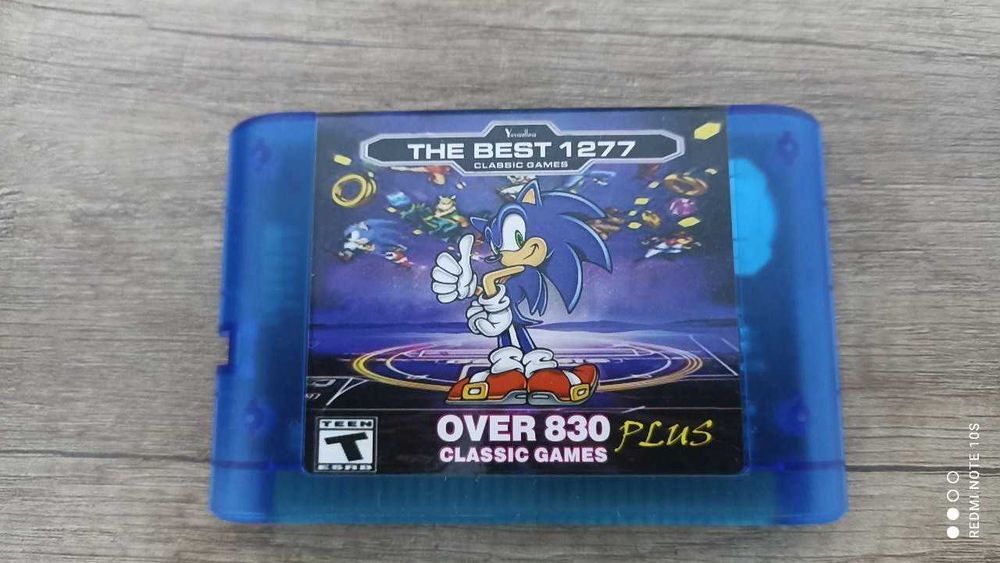 THE BEST 1277
CLASSIC GAMES
OVER 830 PLUS
CLASSIC GAMES
TEEN
T
ESRB
REDMI NOTE 10S